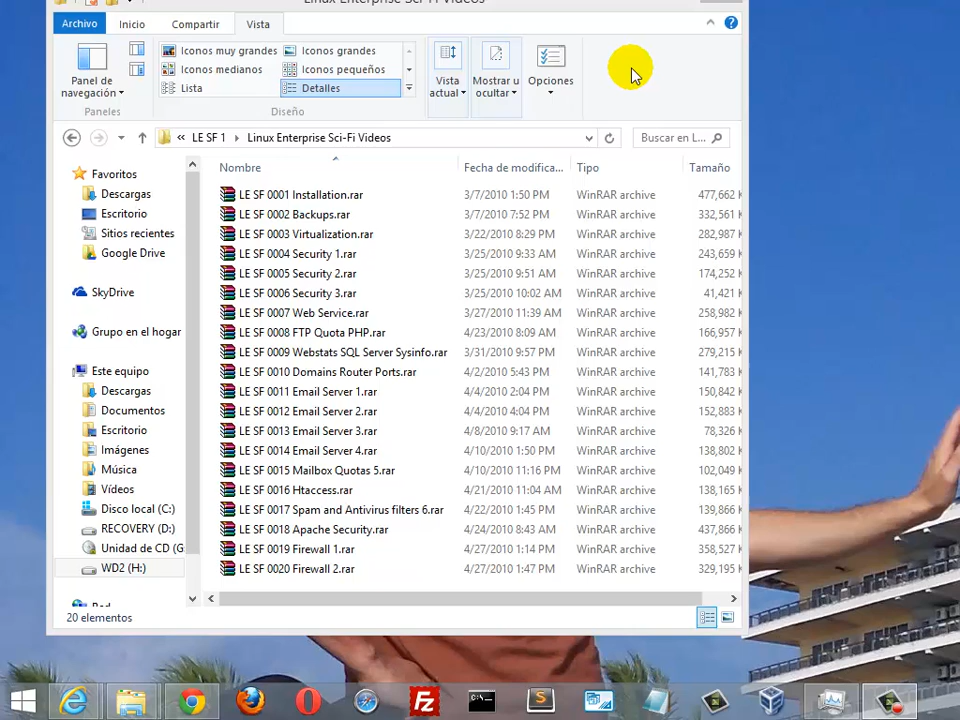 Linux Enterprise Sci-Fi Videos
Archivo Inicio Compartir Vista
Panel de navegación
Iconos muy grandes Iconos grandes
Iconos medianos Iconos pequeños
Lista Detalles
Vista actual
Mostrar u ocultar
Opciones
Paneles Diseño
« LE SF 1 Linux Enterprise Sci-Fi Videos Buscar en L...
Nombre Fecha de modifica... Tipo Tamaño
Favoritos
Descargas
Escritorio
Sitios recientes
Google Drive
SkyDrive
Grupo en el hogar
Este equipo
Descargas
Documentos
Escritorio
Imágenes
Música
Vídeos
Disco local (C:)
RECOVERY (D:)
Unidad de CD (G
WD2 (H:)
LE SF 0001 Installation.rar 3/7/2010 1:50 PM WinRAR archive 477,662 K
LE SF 0002 Backups.rar 3/7/2010 7:52 PM WinRAR archive 332,561 K
LE SF 0003 Virtualization.rar 3/22/2010 8:29 PM WinRAR archive 282,987 K
LE SF 0004 Security 1.rar 3/25/2010 9:33 AM WinRAR archive 243,659 K
LE SF 0005 Security 2.rar 3/25/2010 9:51 AM WinRAR archive 174,252 K
LE SF 0006 Security 3.rar 3/25/2010 10:02 AM WinRAR archive 41,421 K
LE SF 0007 Web Service.rar 3/27/2010 11:39 AM WinRAR archive 258,982 K
LE SF 0008 FTP Quota PHP.rar 4/23/2010 8:09 AM WinRAR archive 166,957 K
LE SF 0009 Webstats SQL Server Sysinfo.rar 3/31/2010 9:57 PM WinRAR archive 279,215 K
LE SF 0010 Domains Router Ports.rar 4/2/2010 5:43 PM WinRAR archive 141,783 K
LE SF 0011 Email Server 1.rar 4/4/2010 2:04 PM WinRAR archive 150,842 K
LE SF 0012 Email Server 2.rar 4/4/2010 4:04 PM WinRAR archive 152,883 K
LE SF 0013 Email Server 3.rar 4/8/2010 9:17 AM WinRAR archive 78,326 K
LE SF 0014 Email Server 4.rar 4/10/2010 1:50 PM WinRAR archive 138,802 K
LE SF 0015 Mailbox Quotas 5.rar 4/10/2010 11:16 PM WinRAR archive 102,049 K
LE SF 0016 Htaccess.rar 4/21/2010 11:04 AM WinRAR archive 138,165 K
LE SF 0017 Spam and Antivirus filters 6.rar 4/22/2010 1:45 PM WinRAR archive 139,866 K
LE SF 0018 Apache Security.rar 4/24/2010 8:43 AM WinRAR archive 437,866 K
LE SF 0019 Firewall 1.rar 4/27/2010 1:14 PM WinRAR archive 358,527 K
LE SF 0020 Firewall 2.rar 4/27/2010 1:47 PM WinRAR archive 329,195 K
20 elementos